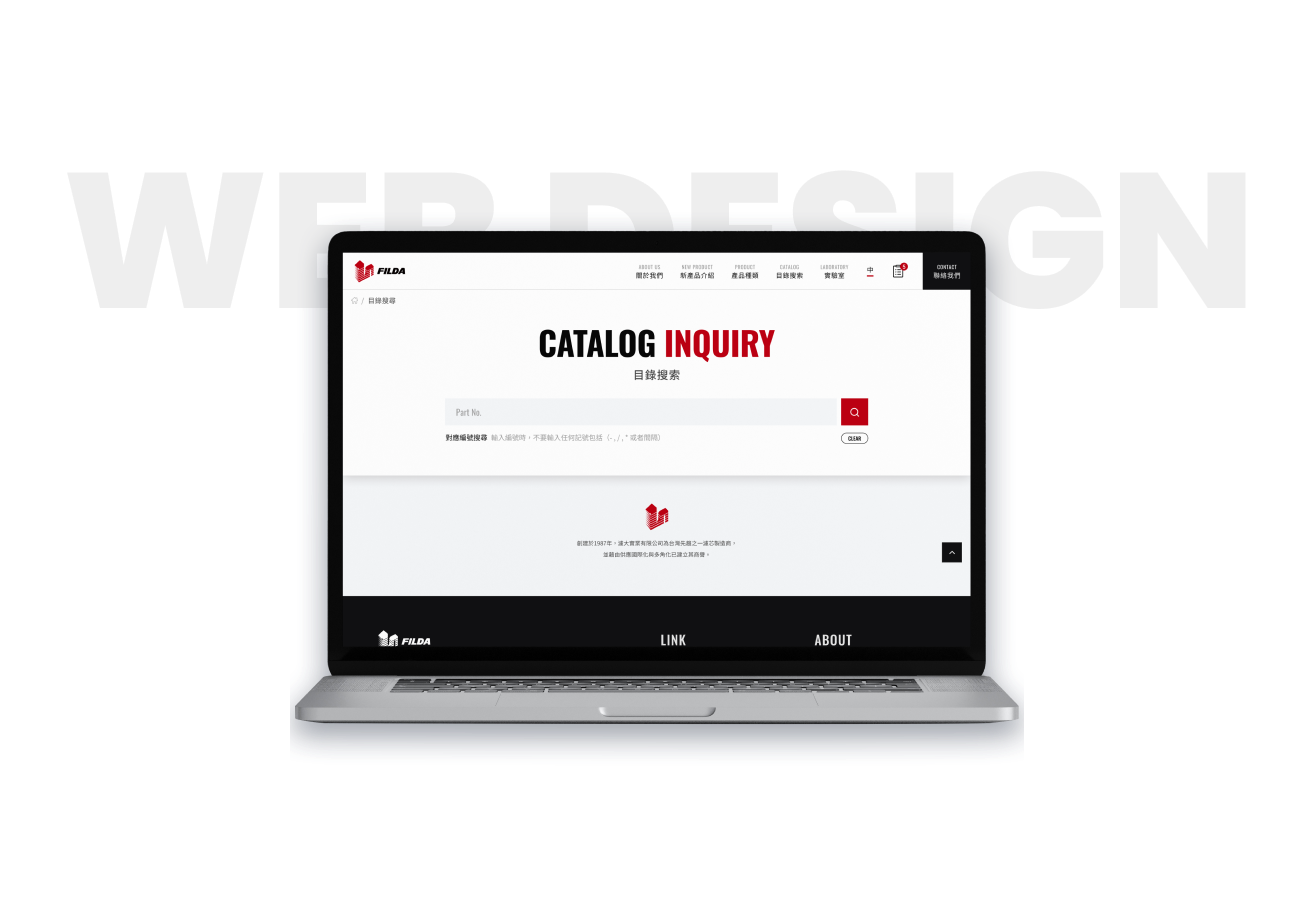 WEB DESIGN
FILDA
ABOUT US
關於我們
NEW PRODUCT
新產品介紹
PRODUCT
產品種類
CATALOG
目錄搜索
LABORATORY
實驗室
中
5
CONTACT
聯絡我們
/ 目錄搜尋
CATALOG INQUIRY
目錄搜索
Part No.
對應編號搜尋 輸入編號時，不要輸入任何記號包括（- , / , * 或者間隔）
CLEAR
創建於1987年，濾大實業有限公司為台灣先趨之一濾芯製造商，
並藉由供應國際化與多角化已建立其商譽。
FILDA
LINK
ABOUT